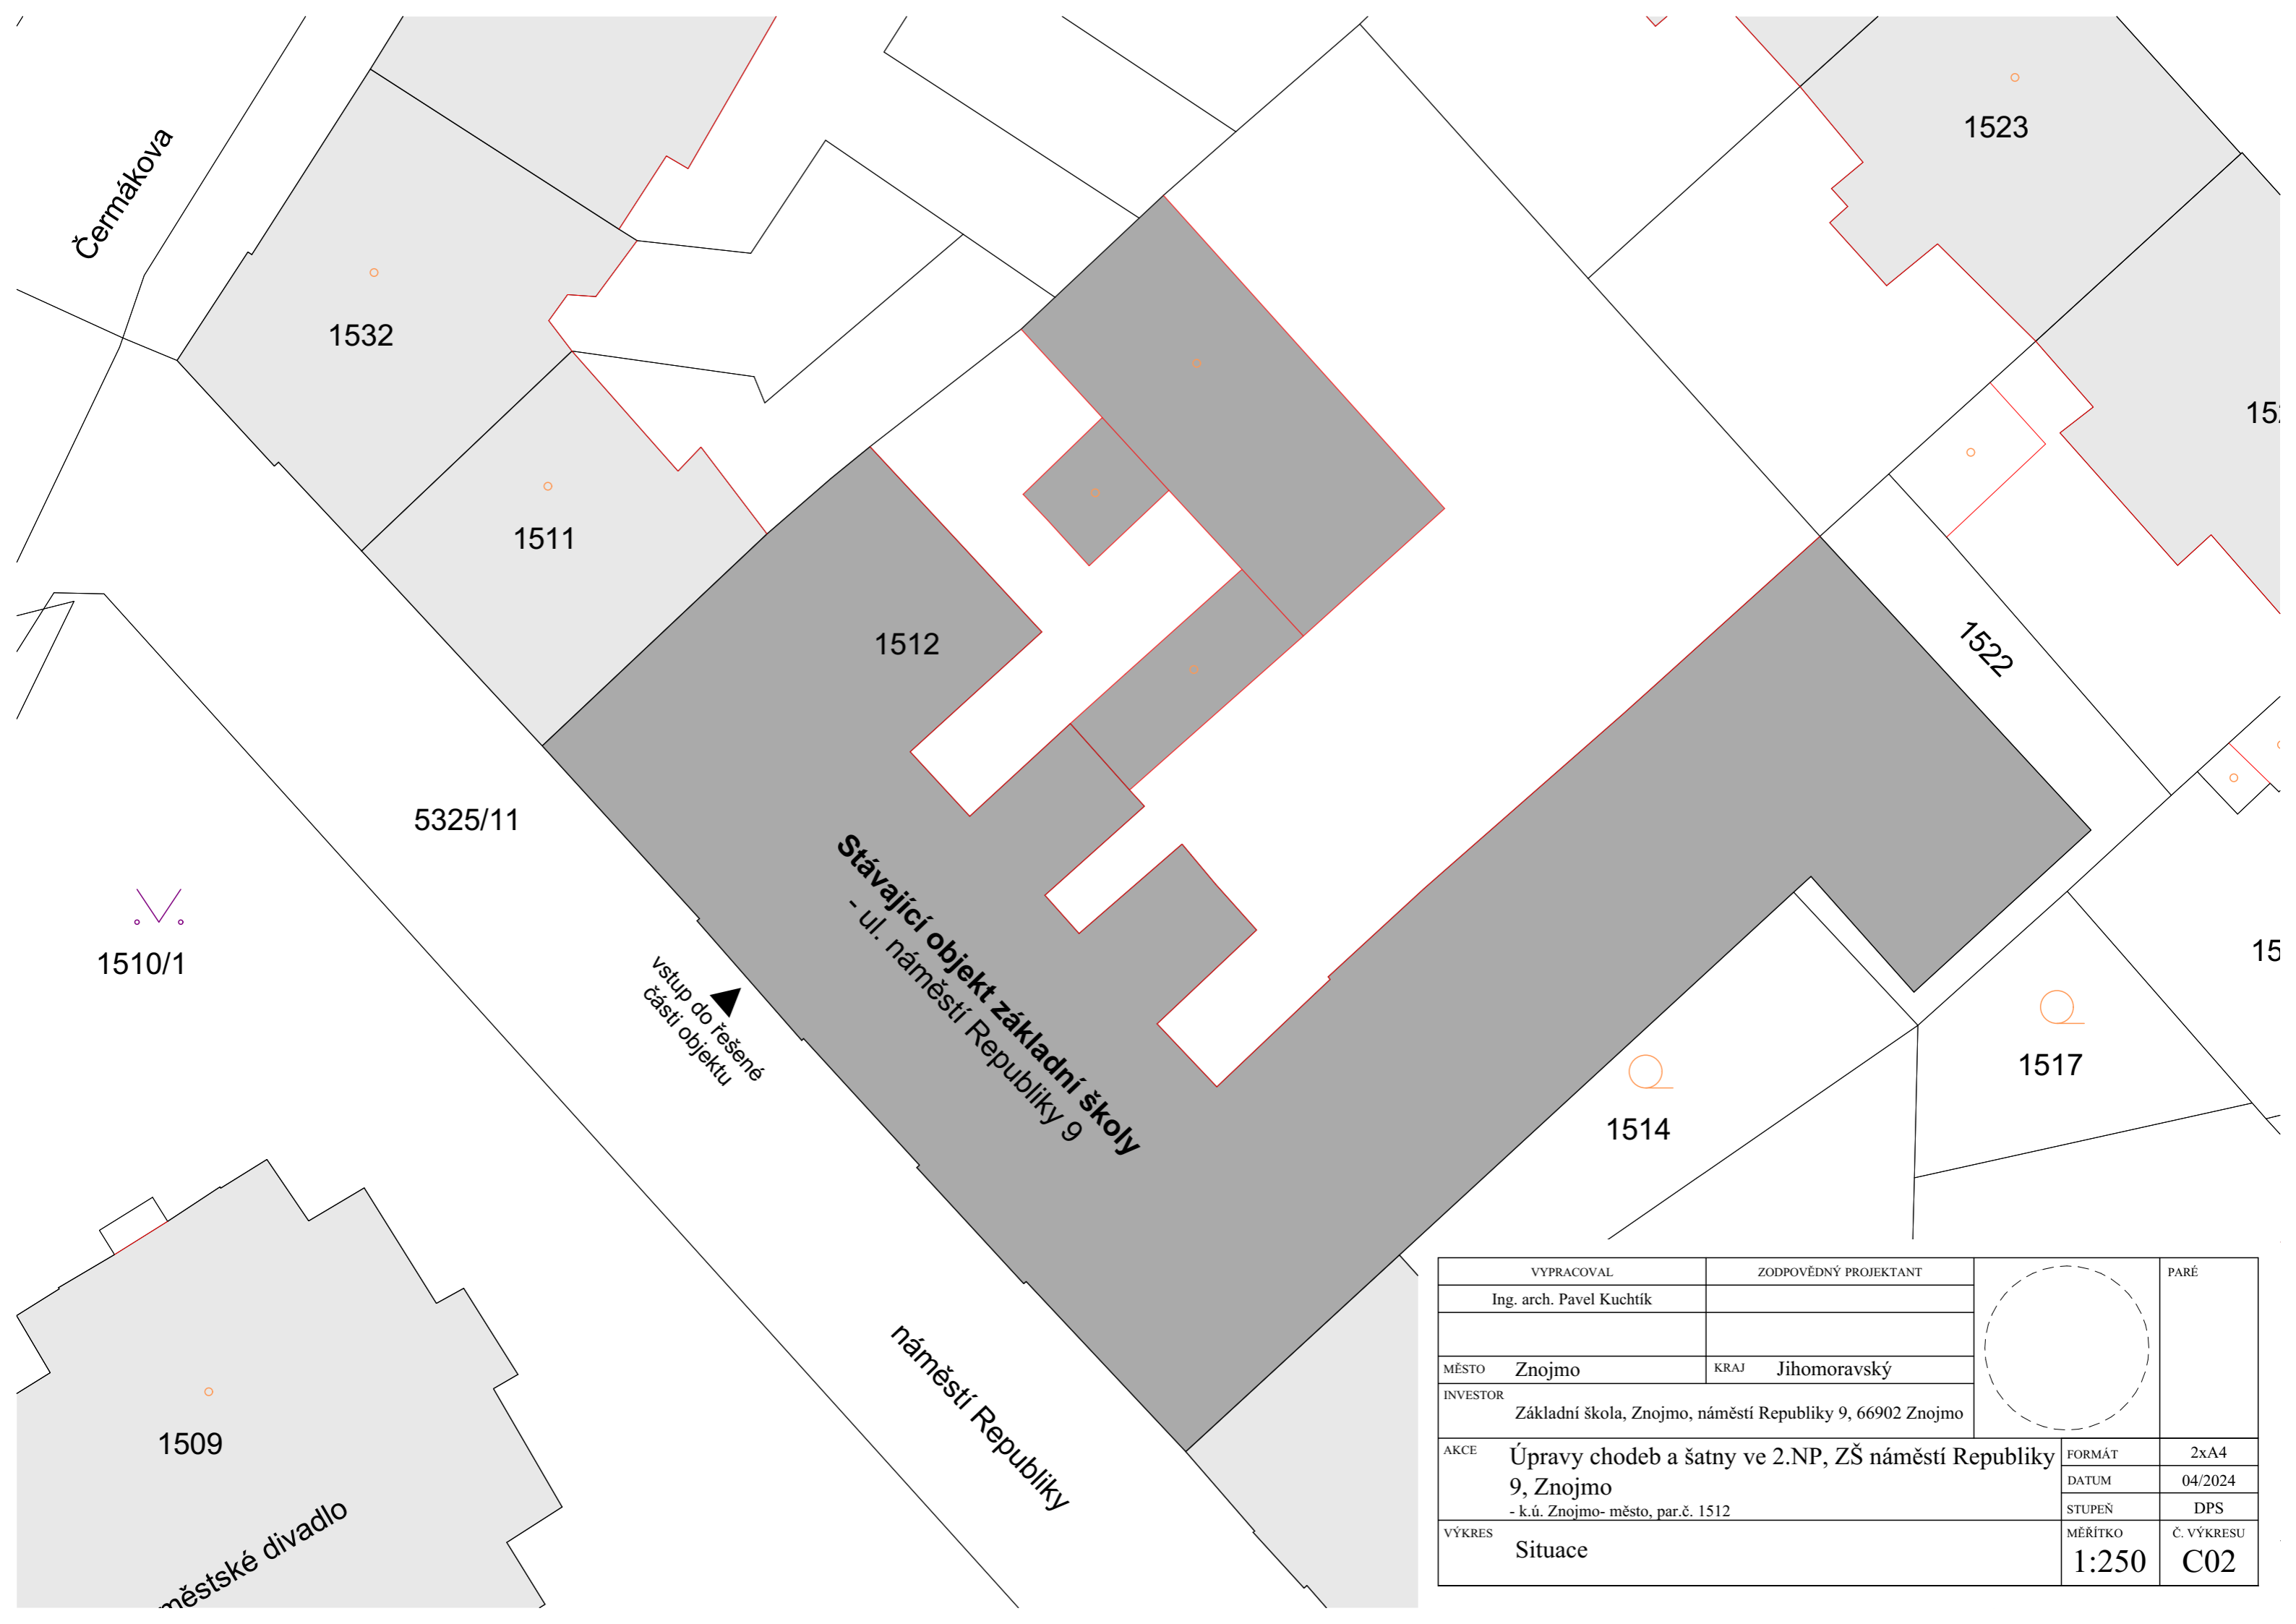 Čermákova
1523
1532
152
1511
1512
1522
5325/11
Stávající objekt základní školy
- ul. náměstí Republiky 9
1510/1
vstup do řešené
části objektu
15
1517
1514
náměstí Republiky
1509
městské divadlo
VYPRACOVAL
ZODPOVĚDNÝ PROJEKTANT
PARÉ
Ing. arch. Pavel Kuchtík
MĚSTO Znojmo
KRAJ Jihomoravský
INVESTOR
Základní škola, Znojmo, náměstí Republiky 9, 66902 Znojmo
AKCE
Úpravy chodeb a šatny ve 2.NP, ZŠ náměstí Republiky
9, Znojmo
- k.ú. Znojmo- město, par.č. 1512
FORMÁT 2xA4
DATUM 04/2024
STUPEŇ DPS
VÝKRES
Situace
MĚŘÍTKO
1:250
Č. VÝKRESU
C02